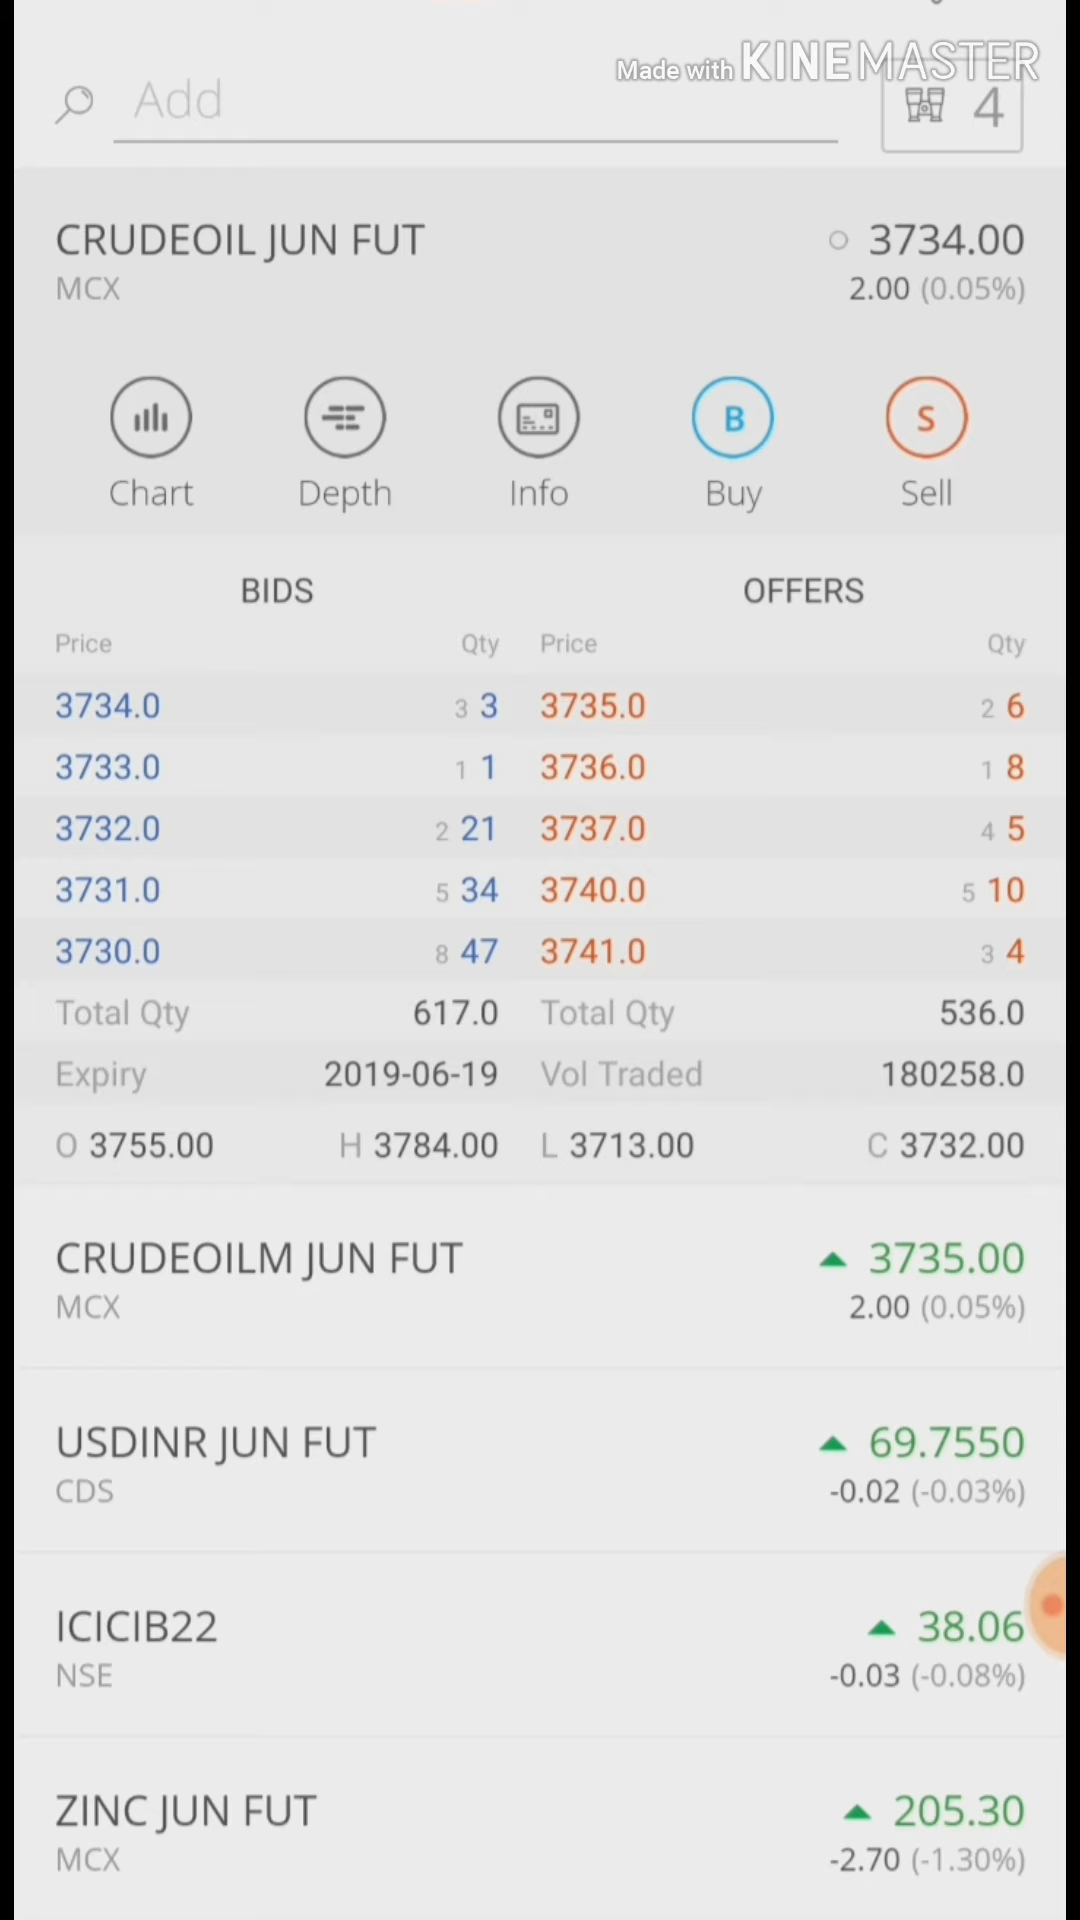 Made with KINEMASTER
Add
4
CRUDEOIL JUN FUT 3734.00
MCX 2.00 (0.05%)
B S
Chart Depth Info Buy Sell
BIDS OFFERS
Price Qty Price Qty
3734.0 3 3 3735.0 2 6
3733.0 1 1 3736.0 1 8
3732.0 2 21 3737.0 4 5
3731.0 5 34 3740.0 5 10
3730.0 8 47 3741.0 3 4
Total Qty 617.0 Total Qty 536.0
Expiry 2019-06-19 Vol Traded 180258.0
O 3755.00 H 3784.00 L 3713.00 C 3732.00
CRUDEOILM JUN FUT 3735.00
MCX 2.00 (0.05%)
USDINR JUN FUT 69.7550
CDS -0.02 (-0.03%)
ICICIB22 38.06
NSE -0.03 (-0.08%)
ZINC JUN FUT 205.30
MCX -2.70 (-1.30%)